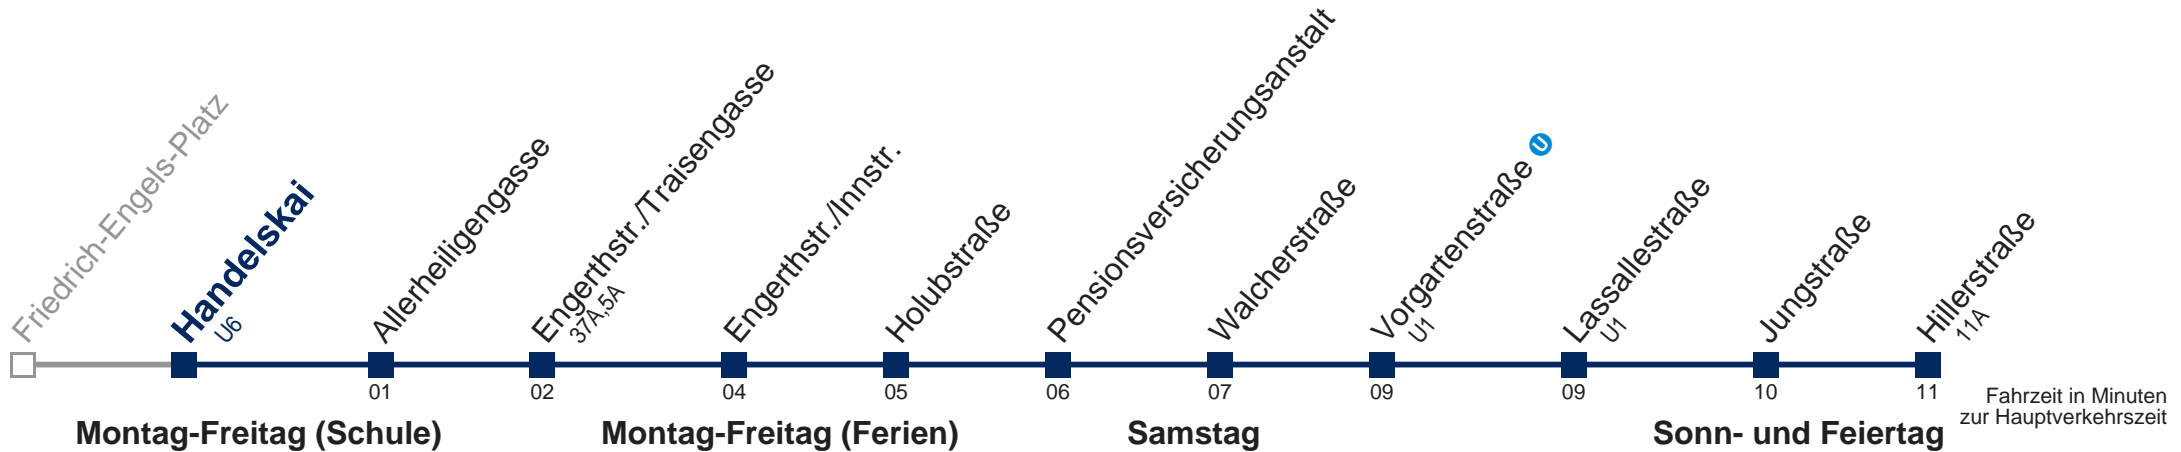 Friedrich-Engels-Platz
Handelskai
U6
Allerheiligengasse
Engerthstr./Traisengasse
37A,5A
Engerthstr./Innstr.
Holubstraße
Pensionsversicherungsanstalt
Walcherstraße
Vorgartenstraße U
U1
Lassallestraße
U1
Jungstraße
Hillerstraße
11A
01 02 04 05 06 07 09 09 10 11
Fahrzeit in Minuten
zur Hauptverkehrszeit
Montag-Freitag (Schule) Montag-Freitag (Ferien) Samstag Sonn- und Feiertag